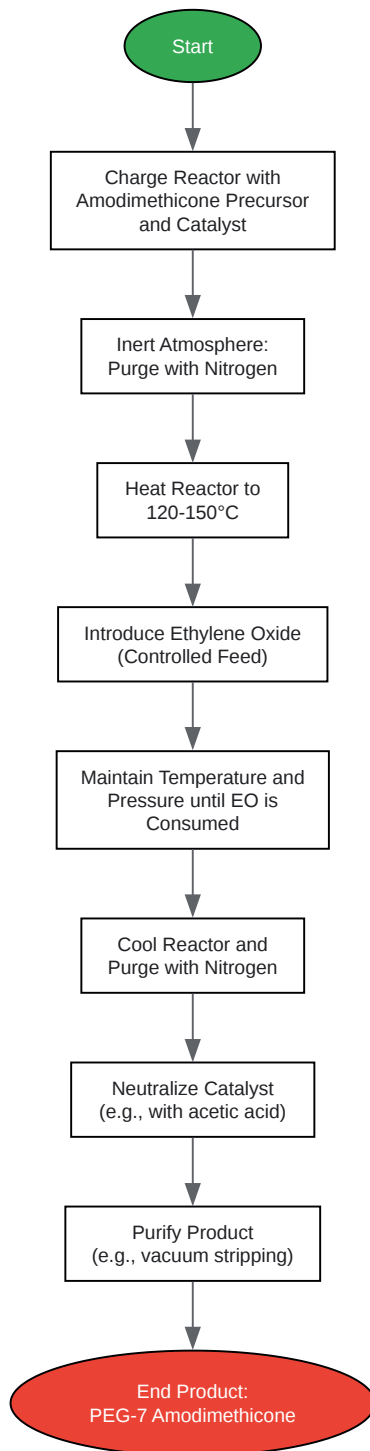 Start
Charge Reactor with
Amodimethicone Precursor
and Catalyst
Inert Atmosphere:
Purge with Nitrogen
Heat Reactor to
120-150°C
Introduce Ethylene Oxide
(Controlled Feed)
Maintain Temperature and
Pressure until EO is
Consumed
Cool Reactor and
Purge with Nitrogen
Neutralize Catalyst
(e.g., with acetic acid)
Purify Product
(e.g., vacuum stripping)
End Product:
PEG-7 Amodimethicone